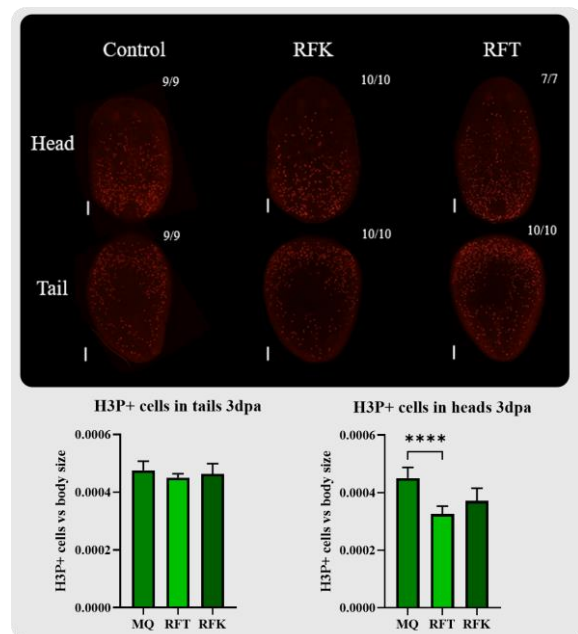 Control RFK RFT
9/9 10/10 7/7
Head
9/9 10/10 10/10
Tail
H3P+ cells in tails 3dpa
H3P+ cells vs body size
0.0006
0.0004
0.0002
0.0000
MQ RFT RFK
H3P+ cells in heads 3dpa
H3P+ cells vs body size
0.0006
0.0004
0.0002
0.0000
****
MQ RFT RFK